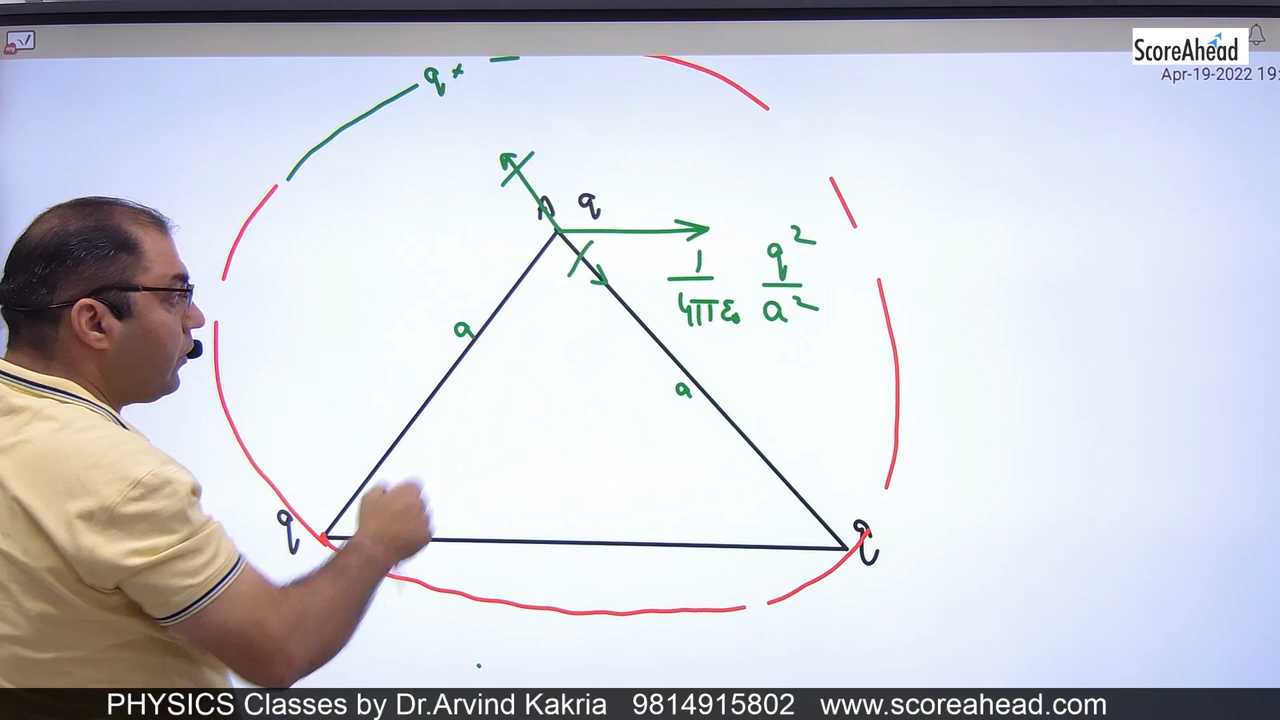 ScoreAhead
Apr-19-2022 19:
my
q
q
1/4πε₀ q²/a²
a
a
q
q
PHYSICS Classes by Dr.Arvind Kakria 9814915802 www.scoreahead.com